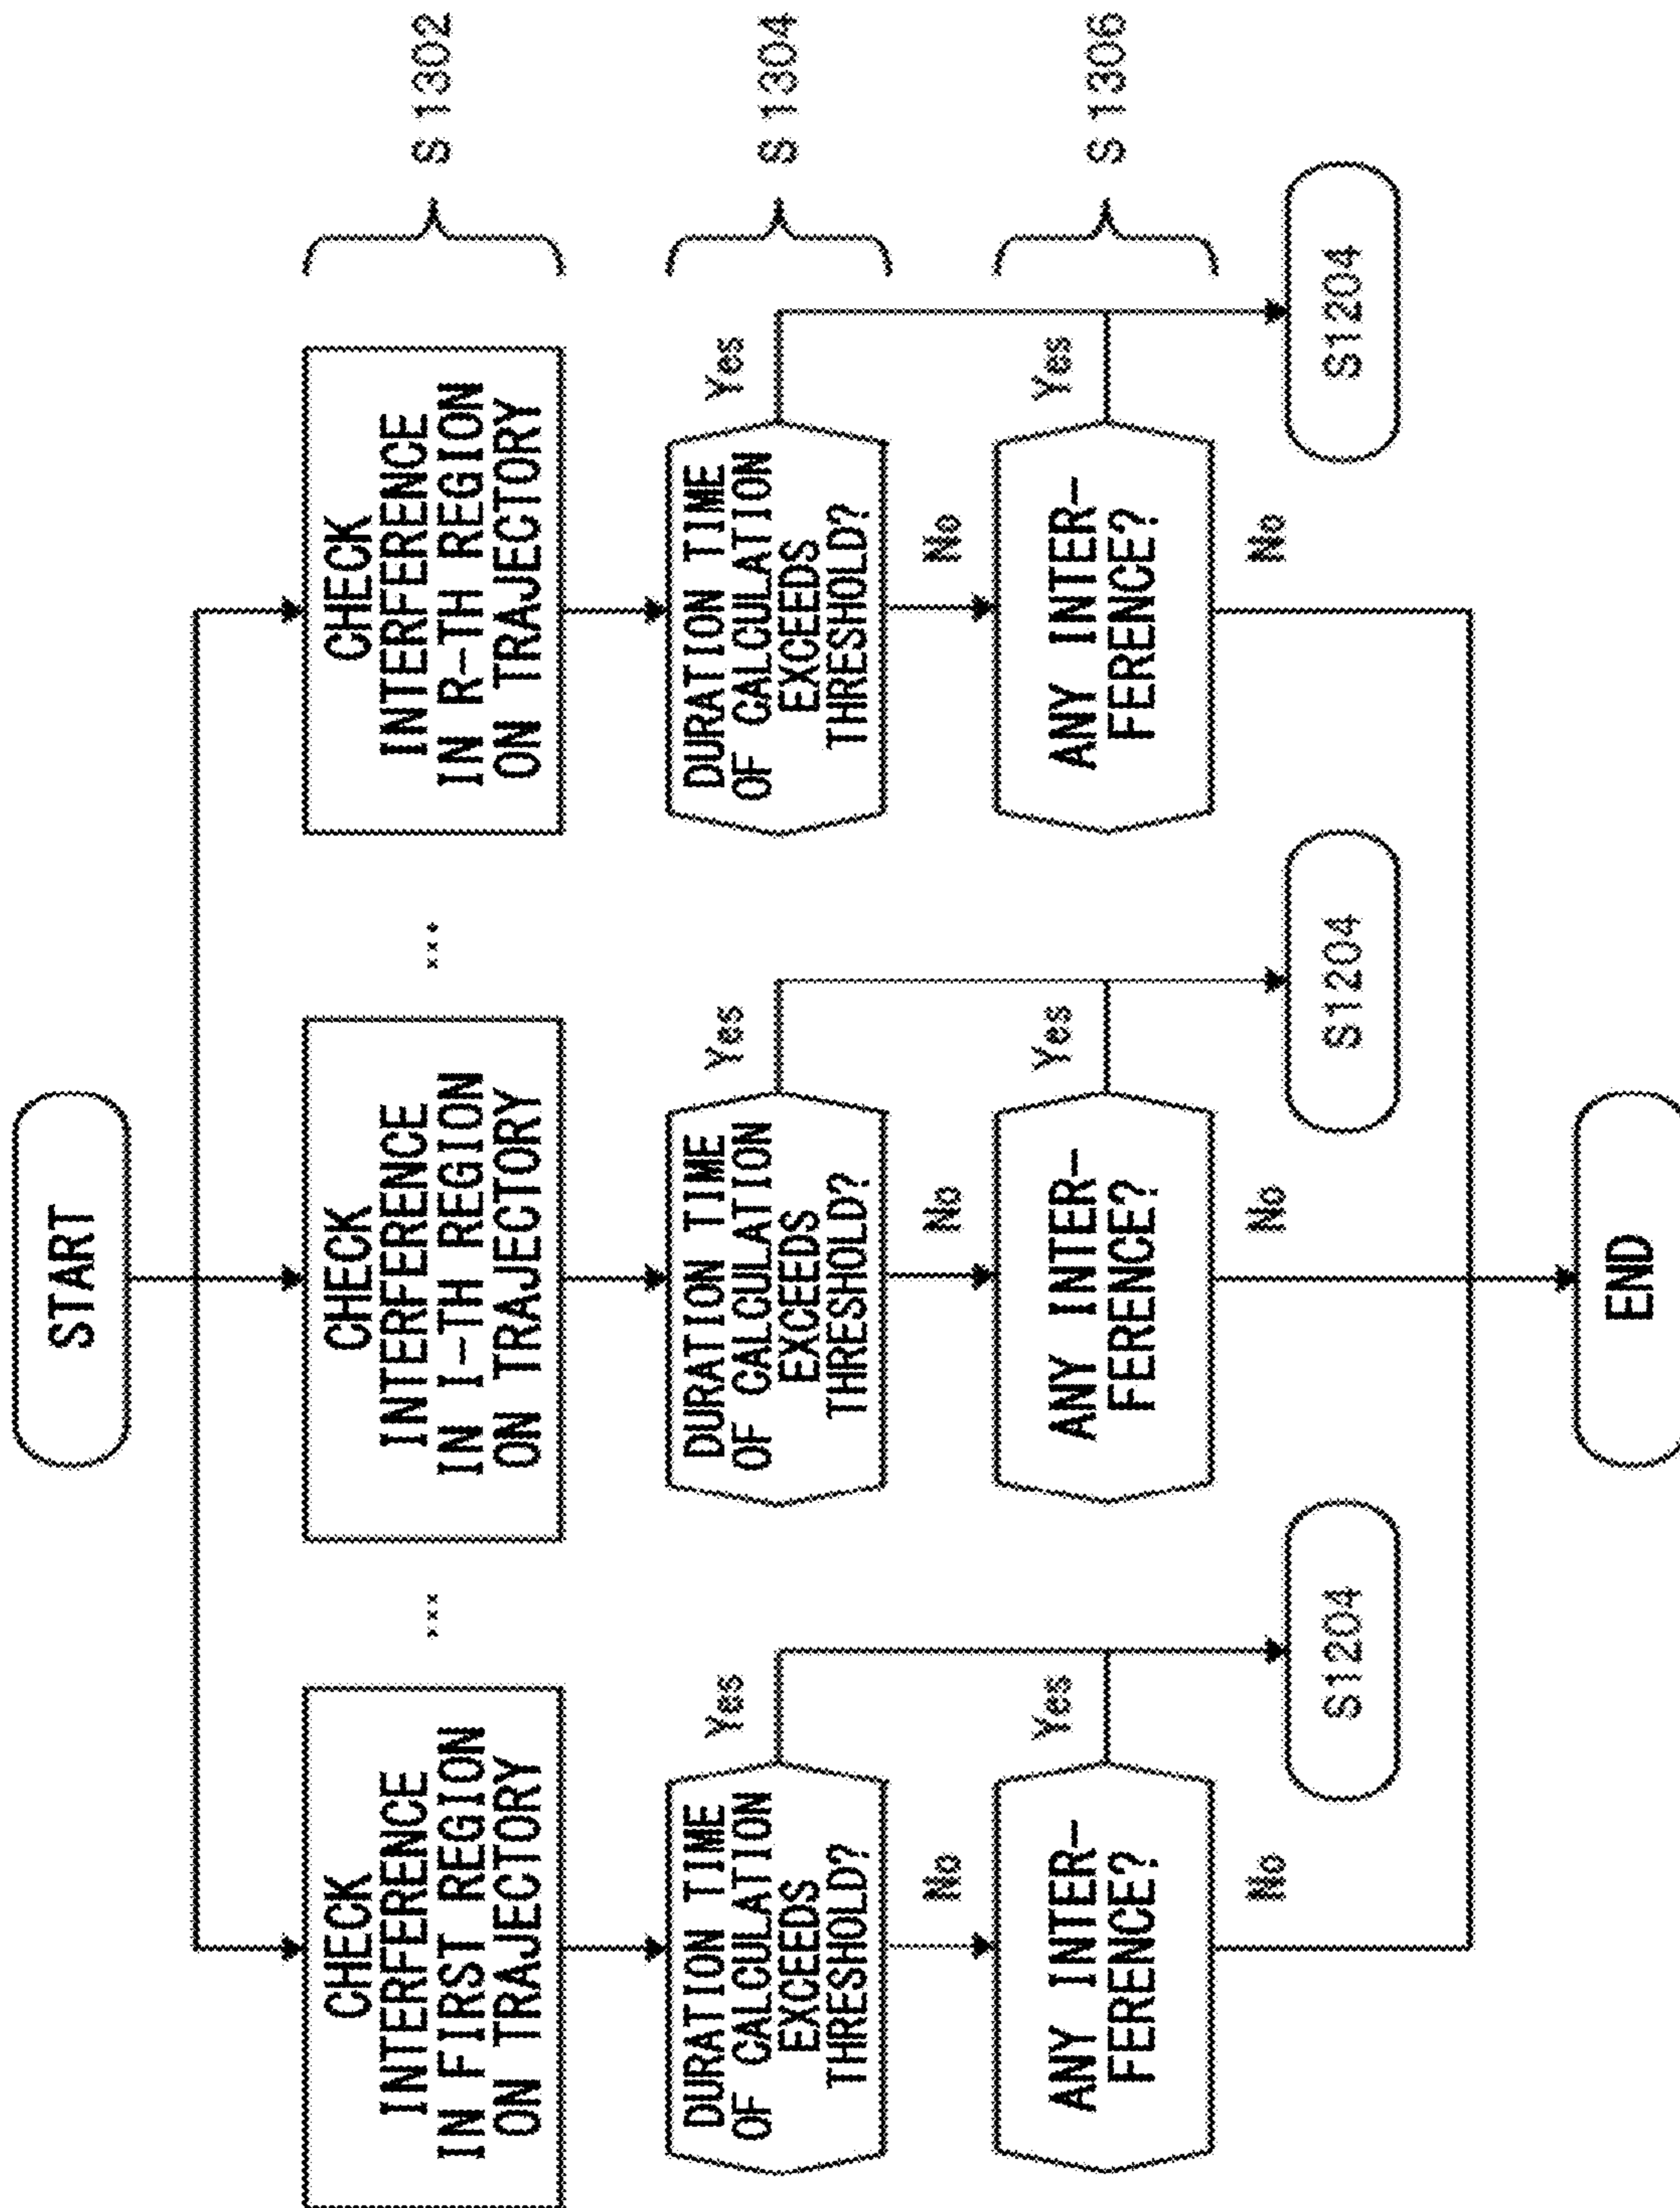 START
CHECK
INTERFERENCE
IN FIRST REGION
ON TRAJECTORY
...
CHECK
INTERFERENCE
IN I-TH REGION
ON TRAJECTORY
...
CHECK
INTERFERENCE
IN R-TH REGION
ON TRAJECTORY
S1302
DURATION TIME
OF CALCULATION
EXCEEDS
THRESHOLD?
Yes
DURATION TIME
OF CALCULATION
EXCEEDS
THRESHOLD?
Yes
DURATION TIME
OF CALCULATION
EXCEEDS
THRESHOLD?
Yes
S1304
No
No
No
ANY INTER-
FERENCE?
Yes
ANY INTER-
FERENCE?
Yes
ANY INTER-
FERENCE?
Yes
S1306
No
No
No
S1204
S1204
S1204
END